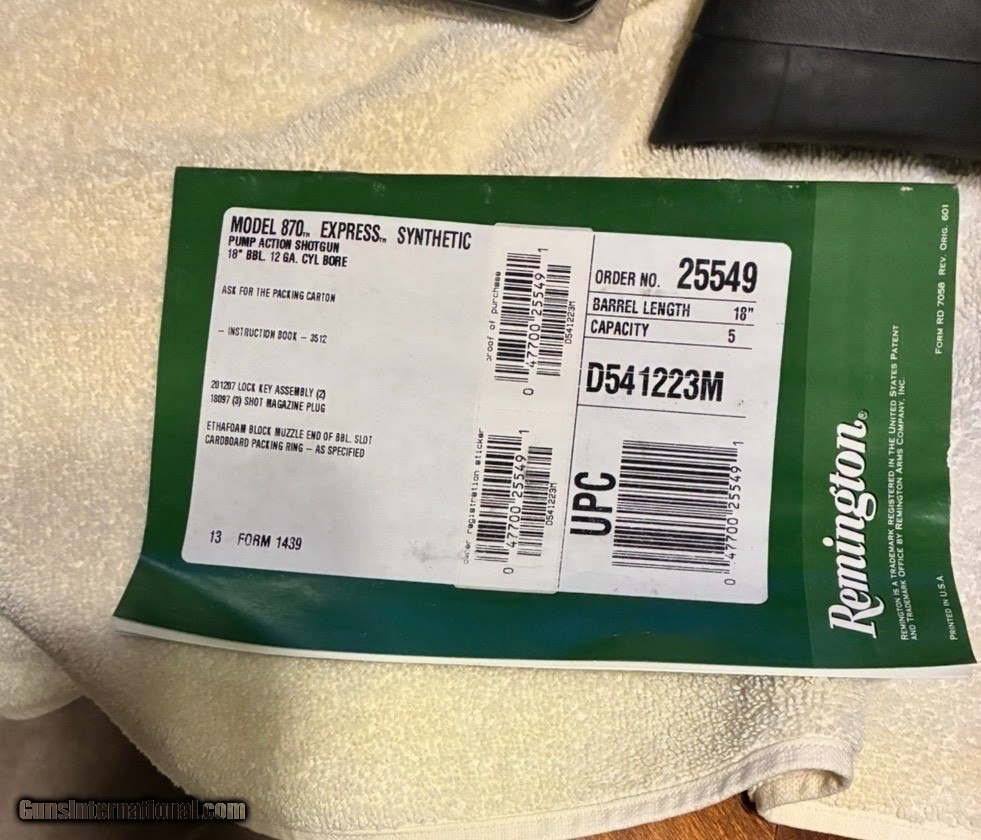 MODEL 870™ EXPRESS™ SYNTHETIC
PUMP ACTION SHOTGUN
18" BBL. 12 GA. CYL BORE
ASK FOR THE PACKING CARTON
- INSTRUCTION BOOK - 3512
201207 LOCK KEY ASSEMBLY (2)
18097 (3) SHOT MAGAZINE PLUG
ETHAFOAM BLOCK MUZZLE END OF BBL. SLOT
CARDBOARD PACKING RING - AS SPECIFIED
13 FORM 1439
proof of purchase
0 47700 25549 1
D541223M
owner registration sticker
0 47700 25549 1
D541223M
ORDER NO. 25549
BARREL LENGTH 18"
CAPACITY 5
D541223M
UPC
0 47700 25549 1
Remington®
REMINGTON IS A TRADEMARK REGISTERED IN THE UNITED STATES PATENT
AND TRADEMARK OFFICE BY REMINGTON ARMS COMPANY, INC.
PRINTED IN U.S.A.
FORM RD 7058 REV. ORIG. 601
GunsInternational.com